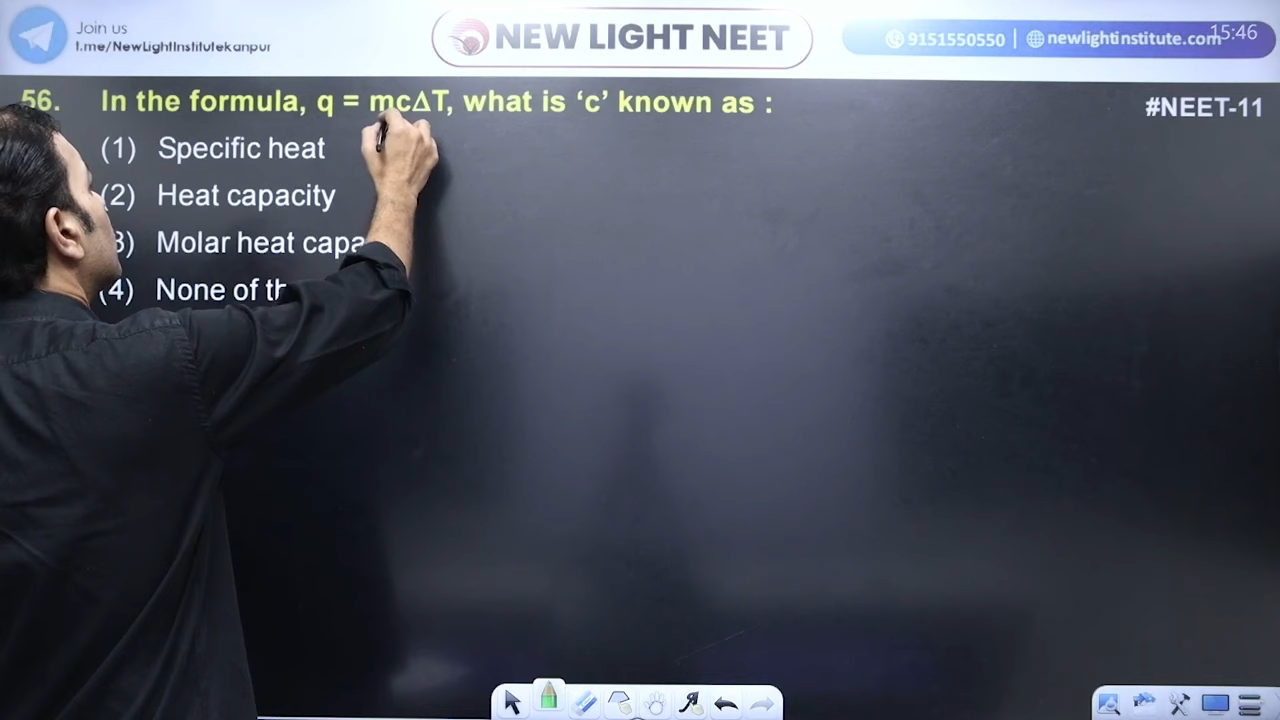 Join us
t.me/NewLightInstitutekanpur
NEW LIGHT NEET
9151550550 | newlightinstitute.com
15:46
56. In the formula, q = mcΔT, what is ‘c’ known as :
#NEET-11
(1) Specific heat
(2) Heat capacity
3) Molar heat capa
(4) None of th